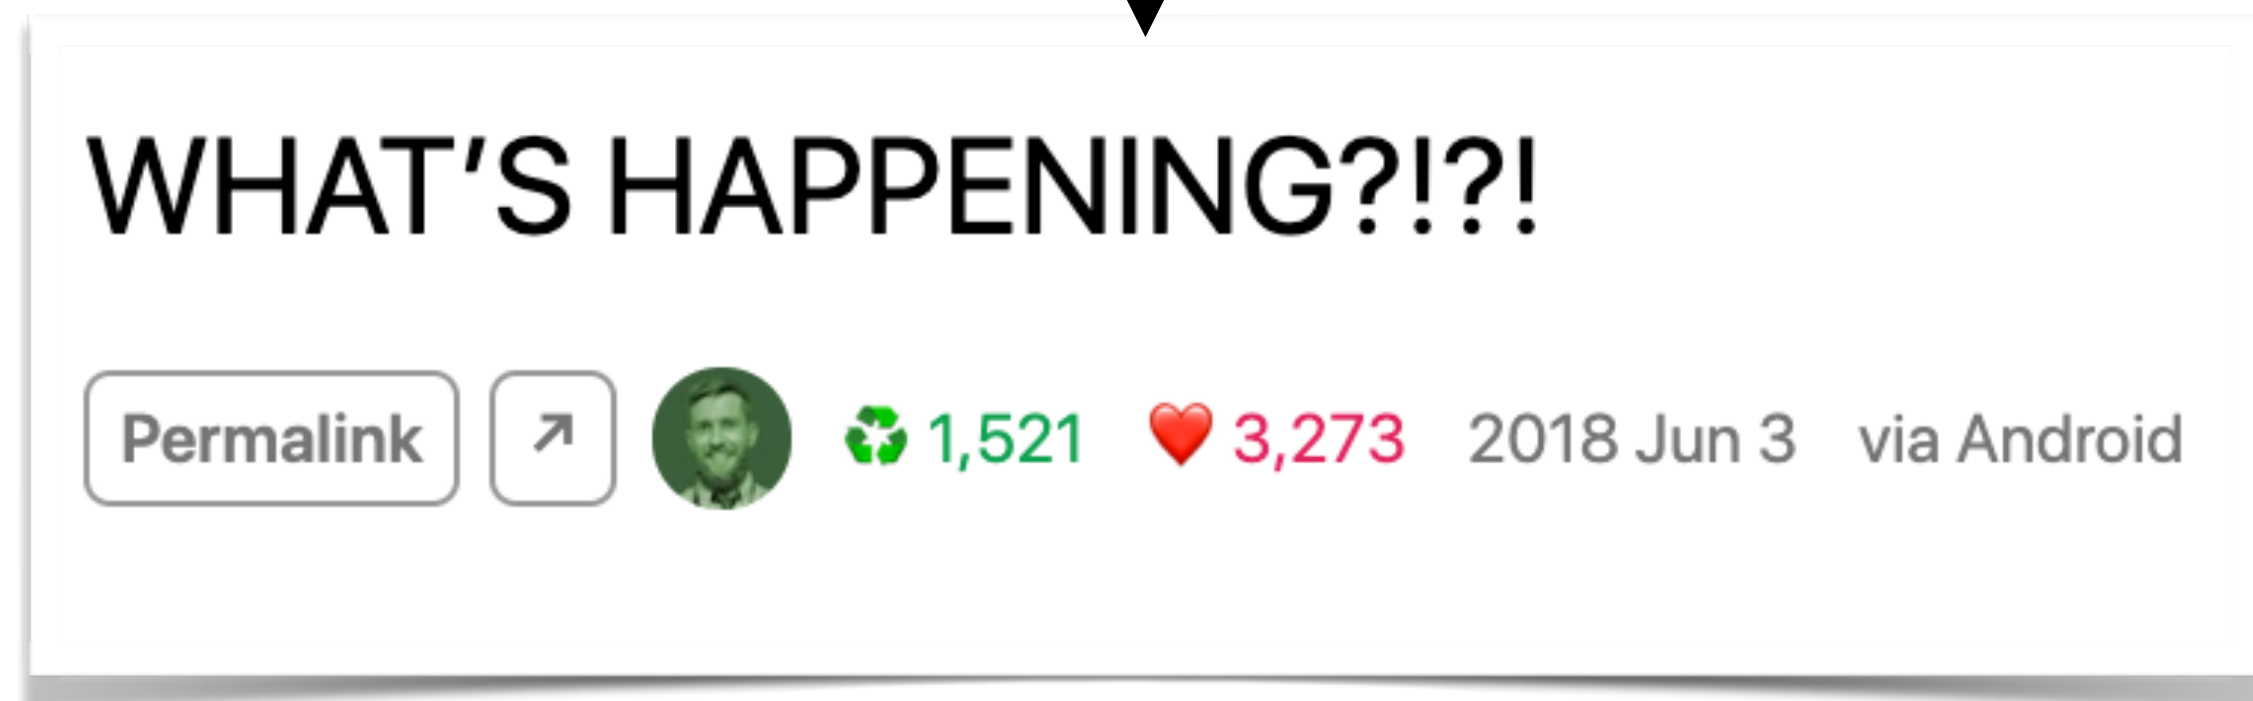 WHAT’S HAPPENING?!?!
Permalink ↗ ♻ 1,521 ❤️ 3,273 2018 Jun 3 via Android